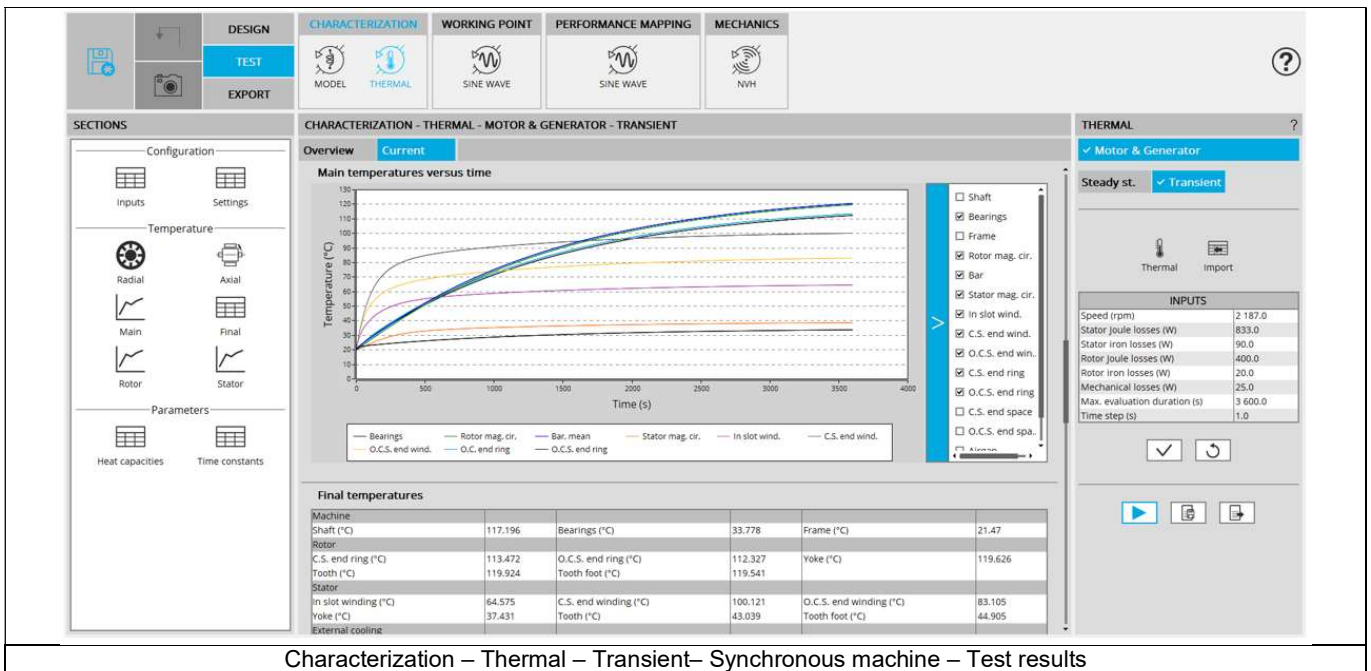 DESIGN
TEST
EXPORT
CHARACTERIZATION WORKING POINT PERFORMANCE MAPPING MECHANICS
MODEL THERMAL SINE WAVE SINE WAVE NVH
?
SECTIONS
Configuration
Inputs Settings
Temperature
Radial Axial
Main Final
Rotor Stator
Parameters
Heat capacities Time constants
CHARACTERIZATION - THERMAL - MOTOR & GENERATOR - TRANSIENT
Overview Current
Main temperatures versus time
Temperature (°C)
130
120
110
100
90
80
70
60
50
40
30
20
10
0
0 500 1000 1500 2000 2500 3000 3500 4000
Time (s)
Bearings Rotor mag. cir. Bar. mean Stator mag. cir. In slot wind. C.S. end wind.
O.C.S. end wind. O.C. end ring O.C.S. end ring
>
Shaft
Bearings
Frame
Rotor mag. cir.
Bar
Stator mag. cir.
In slot wind.
C.S. end wind.
O.C.S. end win..
C.S. end ring
O.C.S. end ring
C.S. end space
O.C.S. end spa..
Airgap
Final temperatures
Machine
Shaft (°C) 117.196 Bearings (°C) 33.778 Frame (°C) 21.47
Rotor
C.S. end ring (°C) 113.472 O.C.S. end ring (°C) 112.327 Yoke (°C) 119.626
Tooth (°C) 119.924 Tooth foot (°C) 119.541
Stator
In slot winding (°C) 64.575 C.S. end winding (°C) 100.121 O.C.S. end winding (°C) 83.105
Yoke (°C) 37.431 Tooth (°C) 43.039 Tooth foot (°C) 44.905
External cooling
THERMAL ?
Motor & Generator
Steady st. Transient
Thermal Import
INPUTS
Speed (rpm) 2 187.0
Stator Joule losses (W) 833.0
Stator iron losses (W) 90.0
Rotor Joule losses (W) 400.0
Rotor iron losses (W) 20.0
Mechanical losses (W) 25.0
Max. evaluation duration (s) 3 600.0
Time step (s) 1.0
Characterization – Thermal – Transient– Synchronous machine – Test results